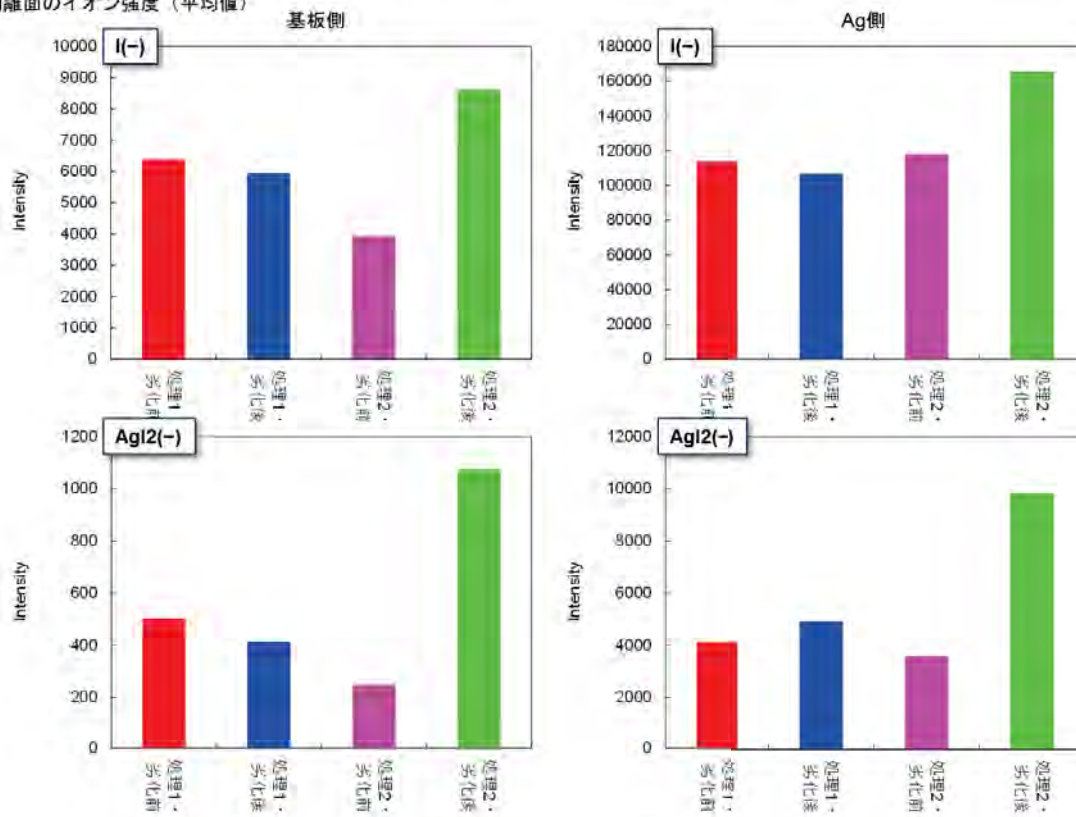 離面のイオン強度（平均値）
基板側
Ag側
I(−)
10000
9000
8000
7000
6000
5000
4000
3000
2000
1000
0
Intensity
処理1・
劣化前
処理1・
劣化後
処理2・
劣化前
処理2・
劣化後
I(−)
180000
160000
140000
120000
100000
80000
60000
40000
20000
0
Intensity
処理1・
劣化前
処理1・
劣化後
処理2・
劣化前
処理2・
劣化後
AgI2(−)
1200
1000
800
600
400
200
0
Intensity
処理1・
劣化前
処理1・
劣化後
処理2・
劣化前
処理2・
劣化後
AgI2(−)
12000
10000
8000
6000
4000
2000
0
Intensity
処理1・
劣化前
処理1・
劣化後
処理2・
劣化前
処理2・
劣化後